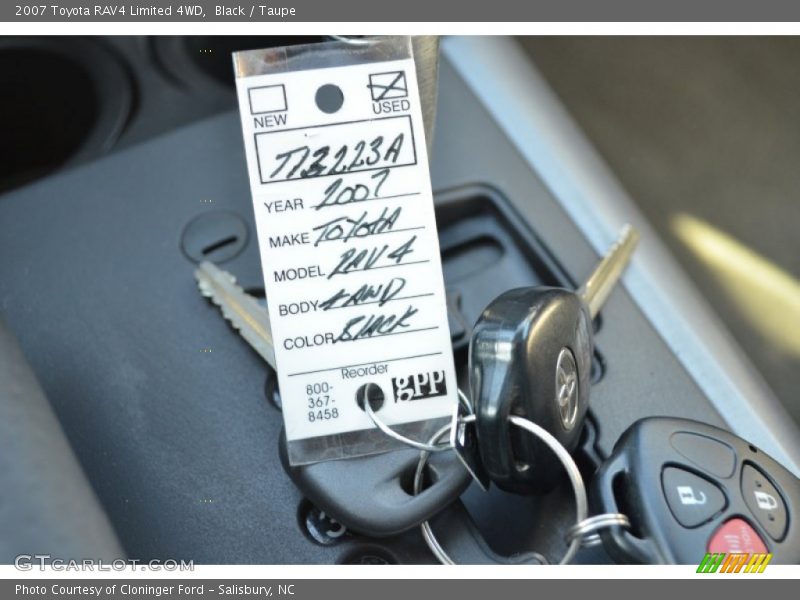 2007 Toyota RAV4 Limited 4WD, Black / Taupe
NEW USED
T73223A
YEAR 2007
MAKE TOYOTA
MODEL RAV4
BODY 4WD
COLOR BLACK
Reorder
800-
367-
8458
gpp
GTCarLot.com
Photo Courtesy of Cloninger Ford – Salisbury, NC